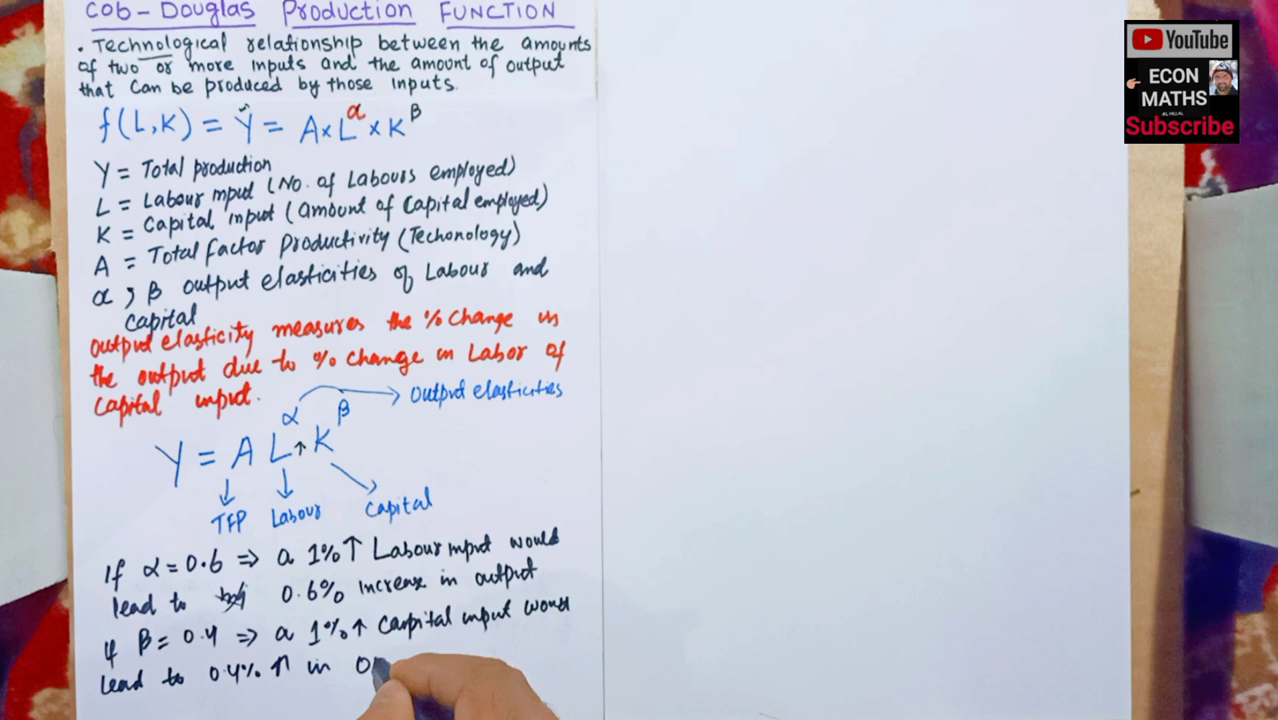 Cob-Douglas Production FUNCTION
• Technological relationship between the amounts
of two or more inputs and the amount of output
that can be produced by those inputs.
f(L,K) = Y = A × L^α × K^β
Y = Total production
L = Labour input (No. of Labours employed)
K = Capital input (amount of Capital employed)
A = Total factor productivity (Techonology)
α, β output elasticities of Labour and
capital
output elasticity measures the % change in
the output due to % change in Labor of
capital input.
α β → output elasticities
Y = A L ↑ K
↓ ↓
TFP Labour Capital
If α = 0.6 ⇒ a 1% ↑ Labour input would
lead to 0.6% increase in output
If β = 0.4 ⇒ a 1% ↑ Carpital input would
lead to 0.4% ↑ in O
YouTube
ECON
MATHS
AL HILLAL
Subscribe